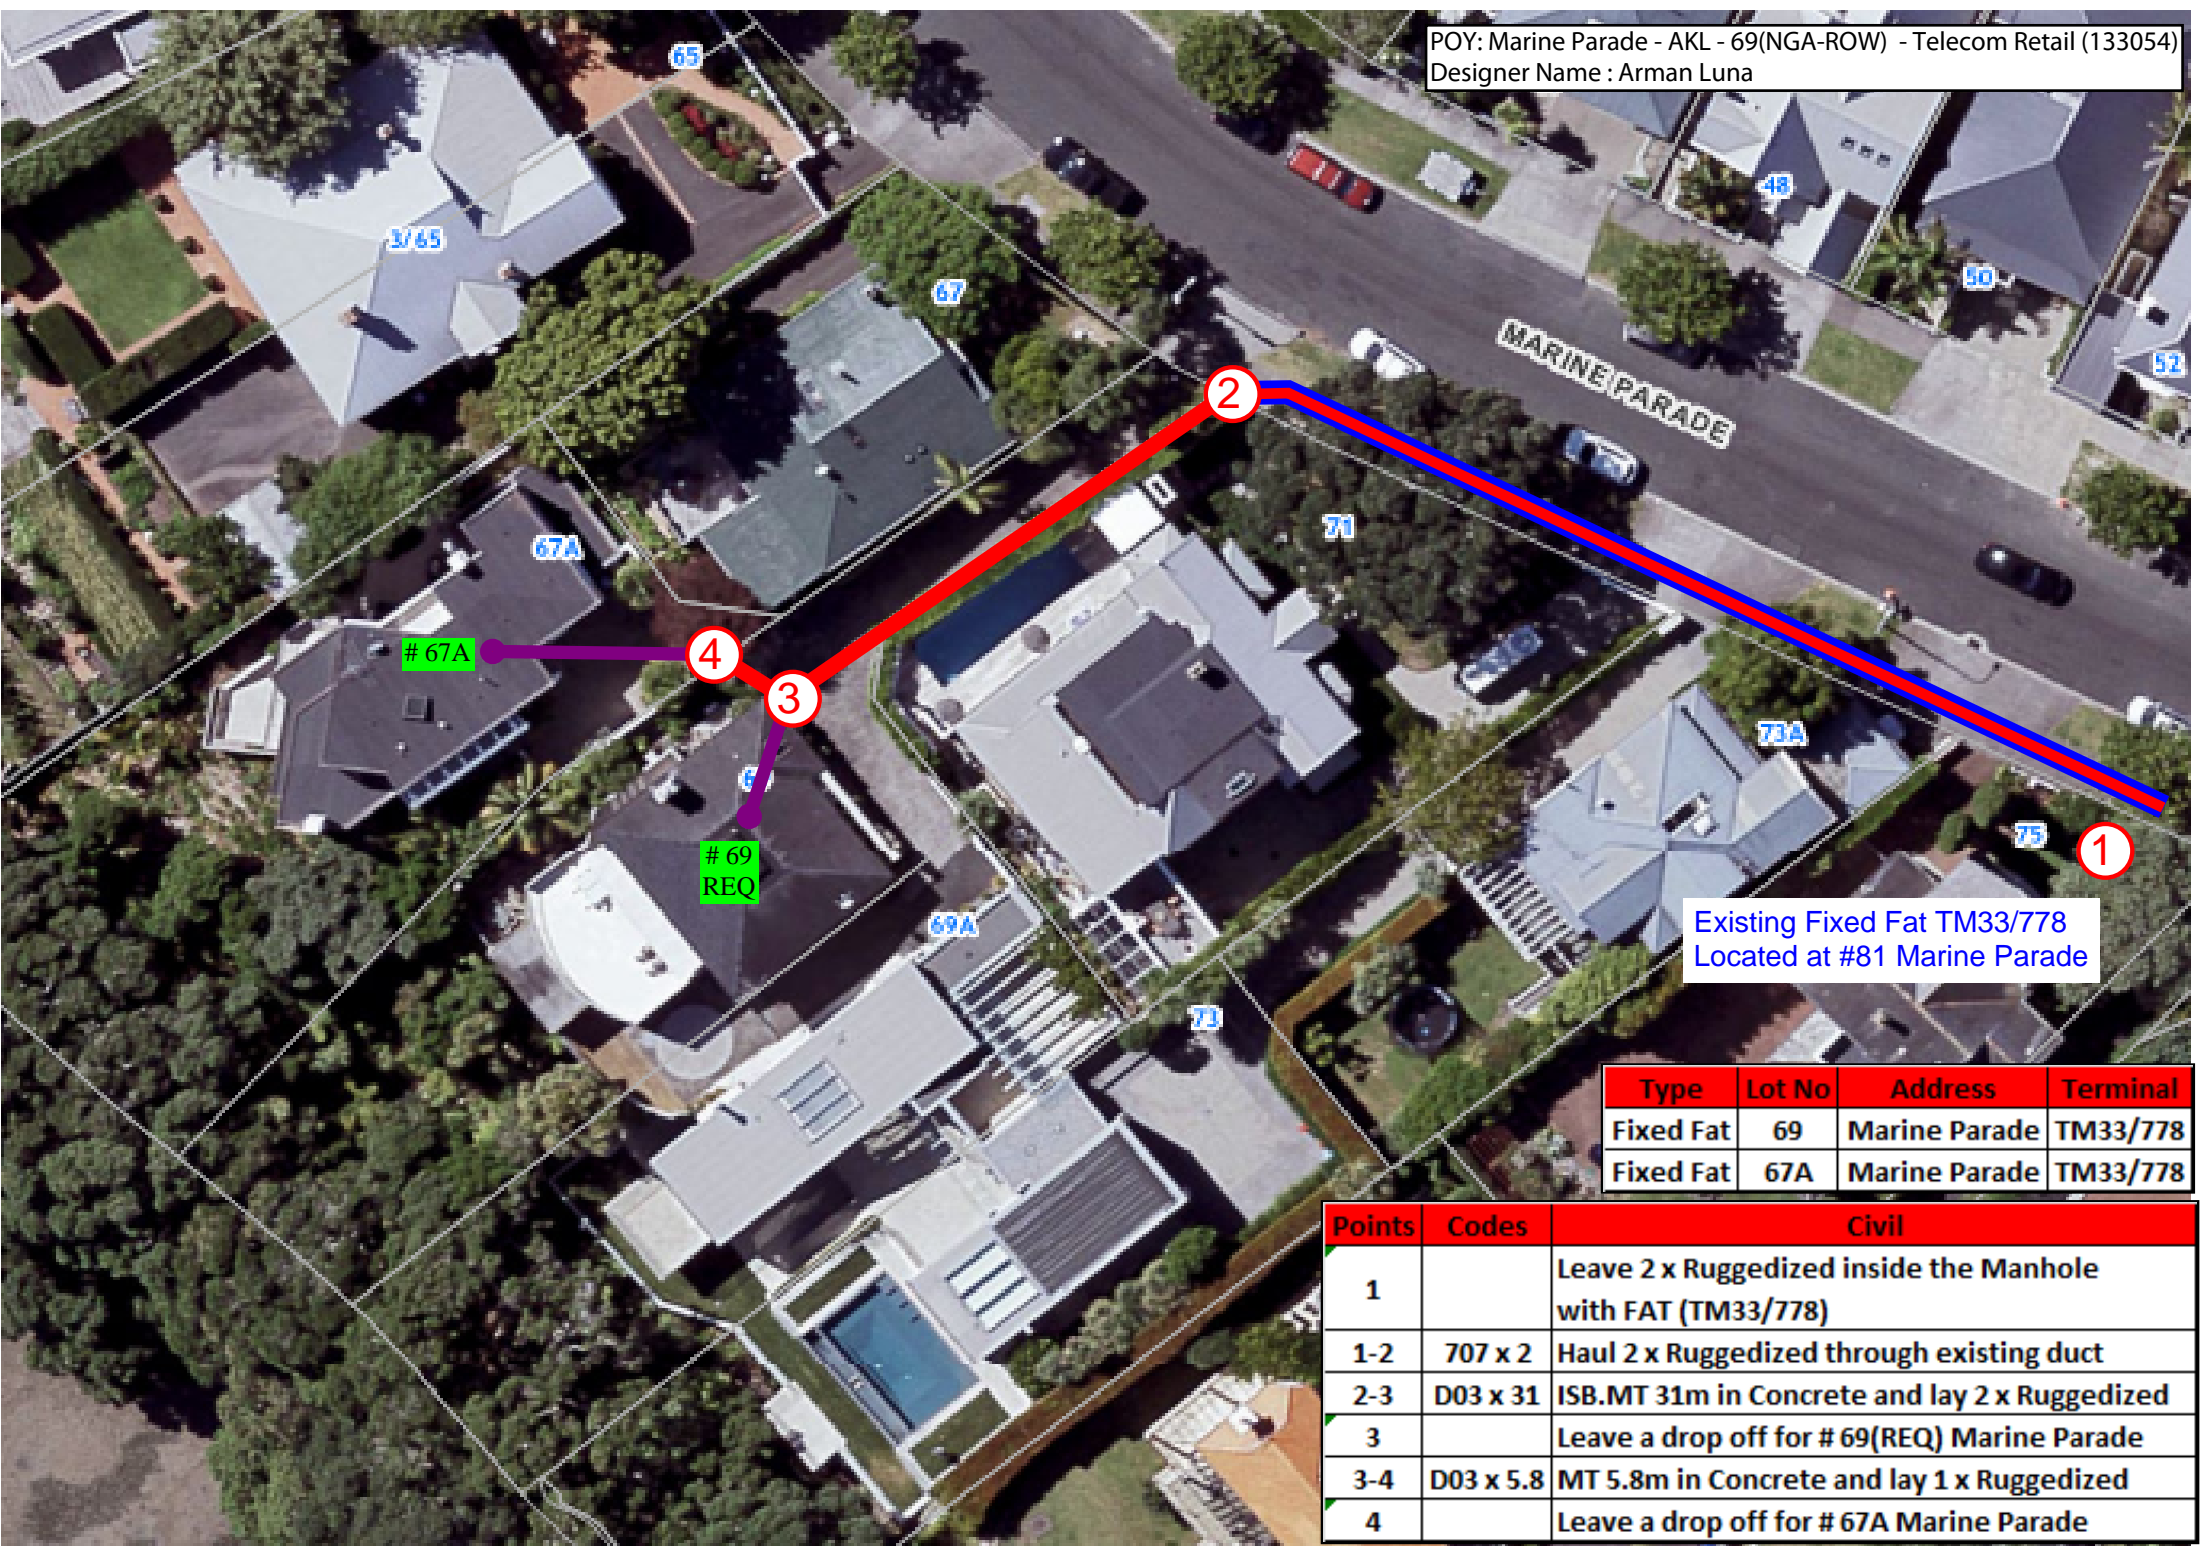 POY: Marine Parade - AKL - 69(NGA-ROW)  - Telecom Retail (133054)
Designer Name : Arman Luna
65
48
3/65
50
67
52
MARINE PARADE
2
71
67A
# 67A
4
3
73A
75
1
# 69
REQ
69A
Existing Fixed Fat TM33/778
Located at #81 Marine Parade
73
Type Lot No Address Terminal
Fixed Fat 69 Marine Parade TM33/778
Fixed Fat 67A Marine Parade TM33/778
Points Codes Civil
1 Leave 2 x Ruggedized inside the Manhole
with FAT (TM33/778)
1-2 707 x 2 Haul 2 x Ruggedized through existing duct
2-3 D03 x 31 ISB.MT 31m in Concrete and lay 2 x Ruggedized
3 Leave a drop off for # 69(REQ) Marine Parade
3-4 D03 x 5.8 MT 5.8m in Concrete and lay 1 x Ruggedized
4 Leave a drop off for # 67A Marine Parade